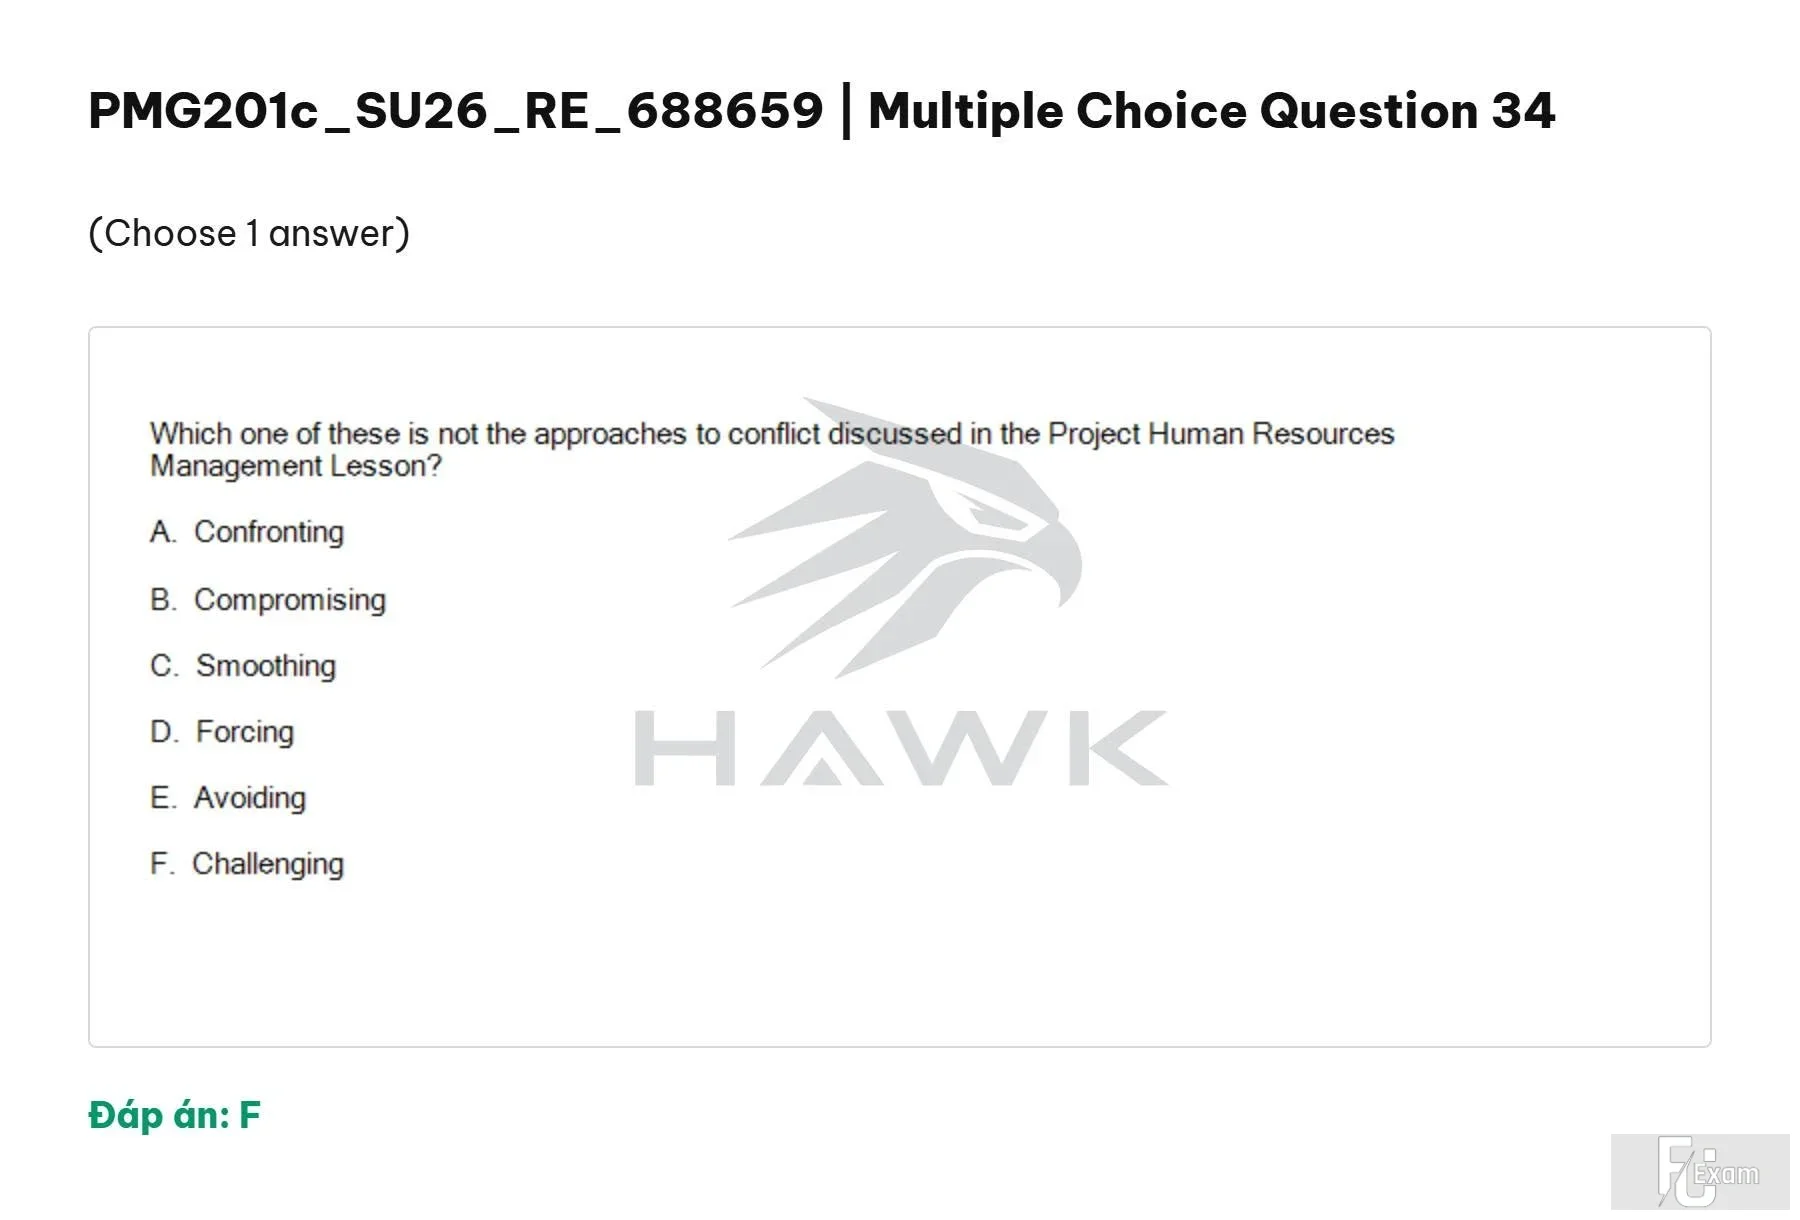 PMG201c_SU26_RE_688659 | Multiple Choice Question 34
(Choose 1 answer)
Which one of these is not the approaches to conflict discussed in the Project Human Resources
Management Lesson?
A. Confronting
B. Compromising
C. Smoothing
D. Forcing
E. Avoiding
F. Challenging
HAWK
Đáp án: F
FU Exam